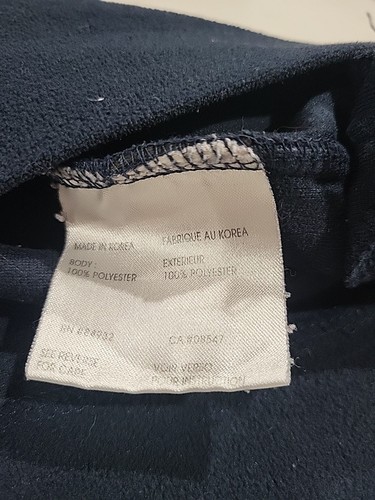 MADE IN KOREA
BODY :
100% POLYESTER
FABRIQUE AU KOREA
EXTERIEUR :
100% POLYESTER
RN #
CA #08547
SEE REVERSE
FOR CARE
VOIR VERSO
POUR INSTRUCTION